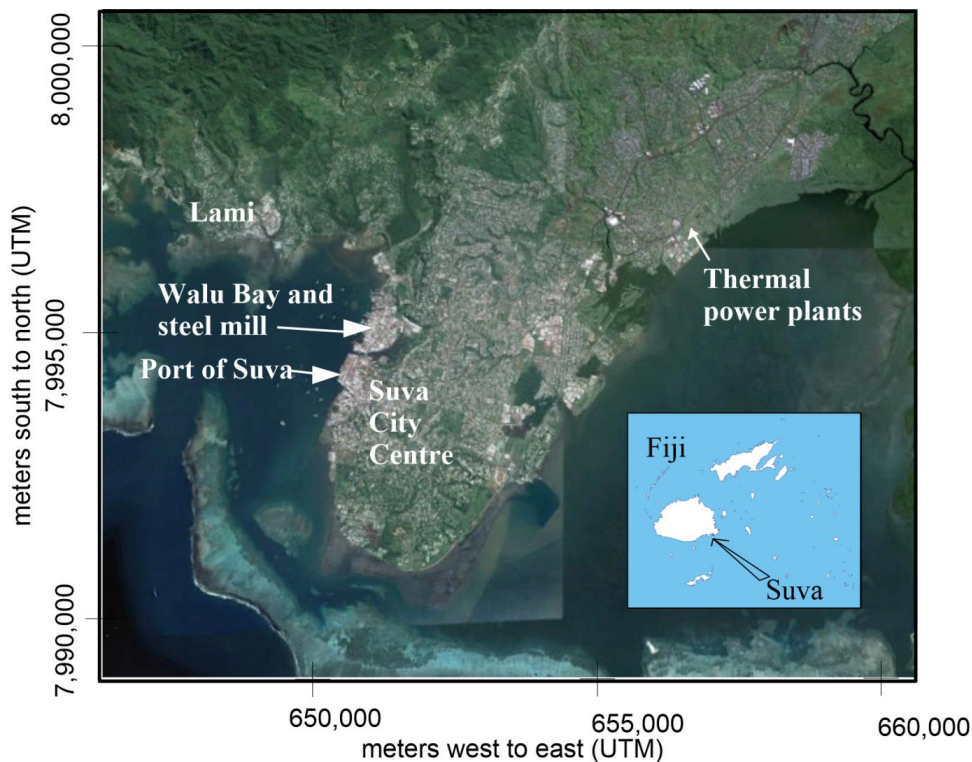 8,000,000
7,995,000
7,990,000
meters south to north (UTM)
Lami
Walu Bay and
steel mill
Port of Suva
Suva
City
Centre
Thermal
power plants
Fiji
Suva
650,000
655,000
660,000
meters west to east (UTM)